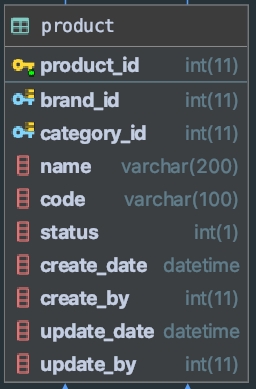 product
product_id int(11)
brand_id int(11)
category_id int(11)
name varchar(200)
code varchar(100)
status int(1)
create_date datetime
create_by int(11)
update_date datetime
update_by int(11)